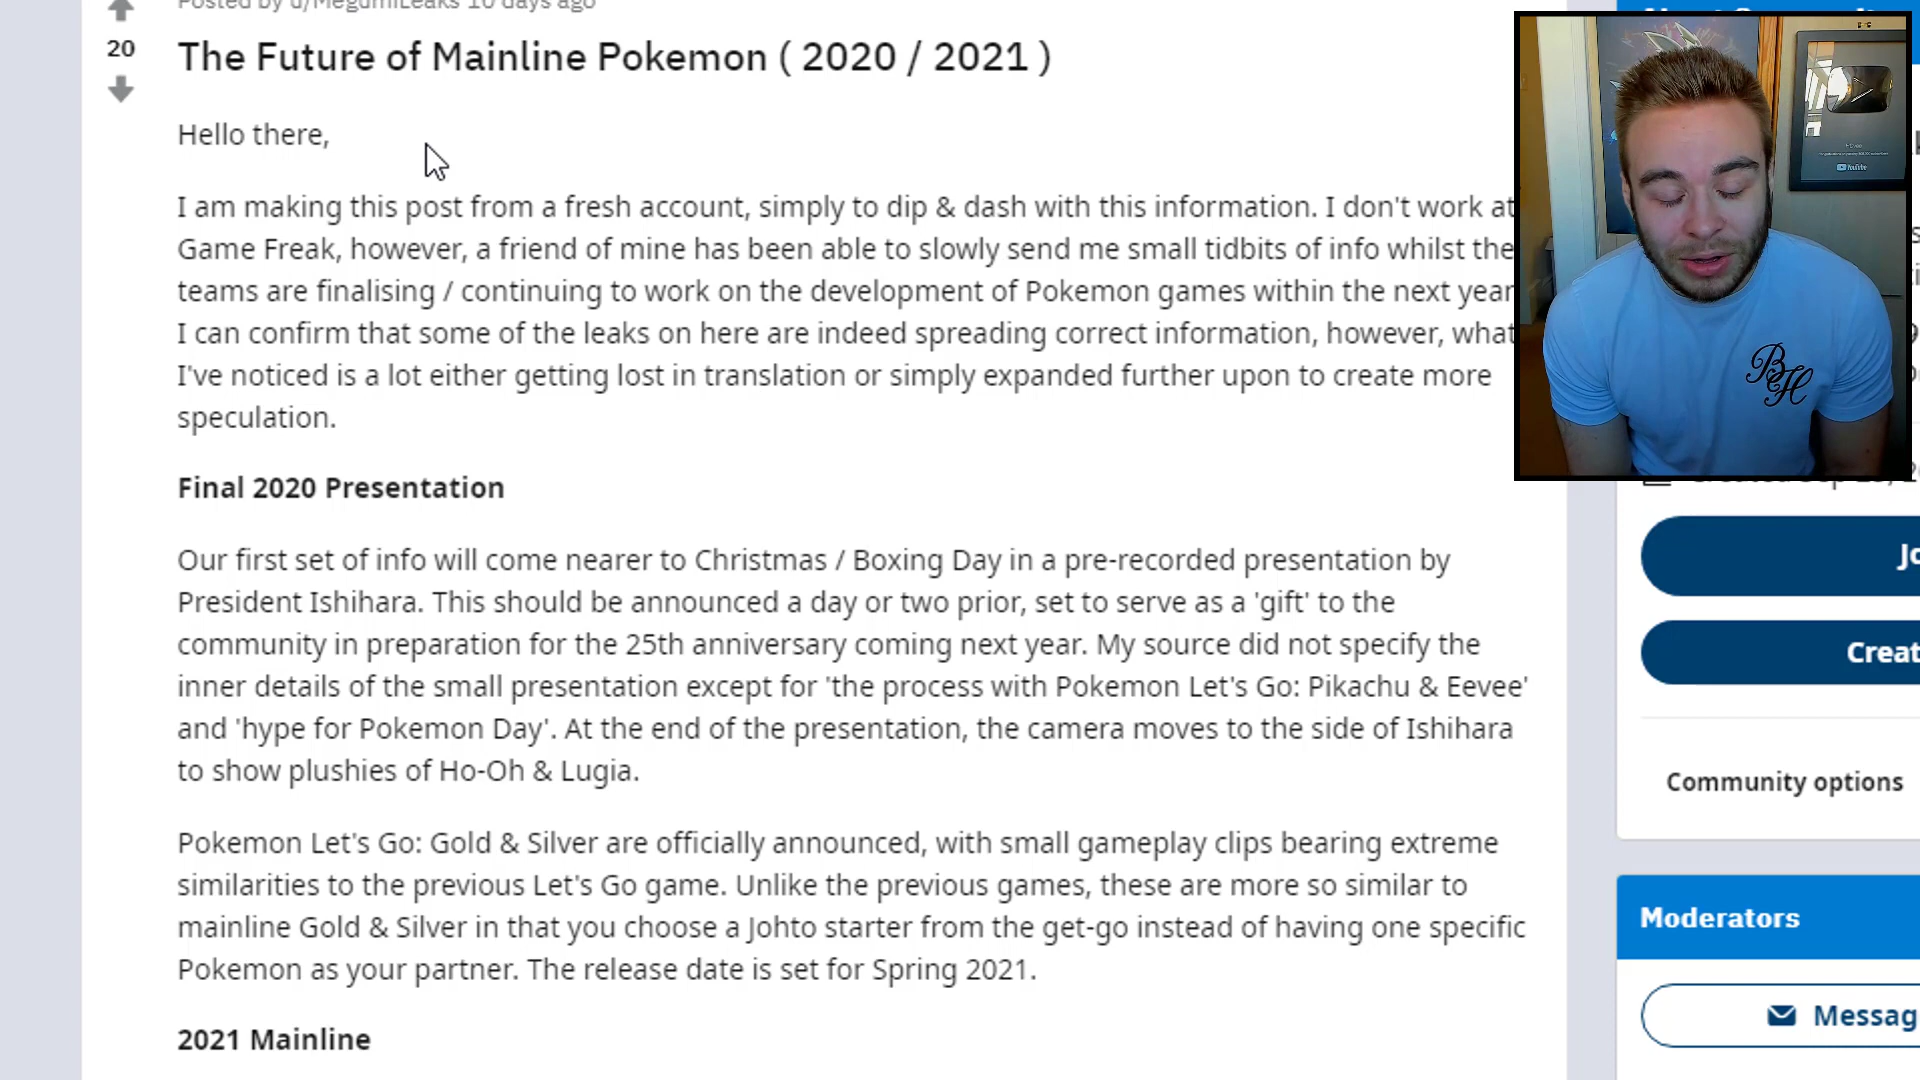 Posted by u/MegumiLeaks 10 days ago
20
The Future of Mainline Pokemon ( 2020 / 2021 )
Hello there,
I am making this post from a fresh account, simply to dip & dash with this information. I don't work at
Game Freak, however, a friend of mine has been able to slowly send me small tidbits of info whilst the
teams are finalising / continuing to work on the development of Pokemon games within the next year
I can confirm that some of the leaks on here are indeed spreading correct information, however, what
I've noticed is a lot either getting lost in translation or simply expanded further upon to create more
speculation.
Final 2020 Presentation
Our first set of info will come nearer to Christmas / Boxing Day in a pre-recorded presentation by
President Ishihara. This should be announced a day or two prior, set to serve as a 'gift' to the
community in preparation for the 25th anniversary coming next year. My source did not specify the
inner details of the small presentation except for 'the process with Pokemon Let's Go: Pikachu & Eevee'
and 'hype for Pokemon Day'. At the end of the presentation, the camera moves to the side of Ishihara
to show plushies of Ho-Oh & Lugia.
Pokemon Let's Go: Gold & Silver are officially announced, with small gameplay clips bearing extreme
similarities to the previous Let's Go game. Unlike the previous games, these are more so similar to
mainline Gold & Silver in that you choose a Johto starter from the get-go instead of having one specific
Pokemon as your partner. The release date is set for Spring 2021.
2021 Mainline
YouTube
BH
Jo
Creat
Community options
Moderators
Messag